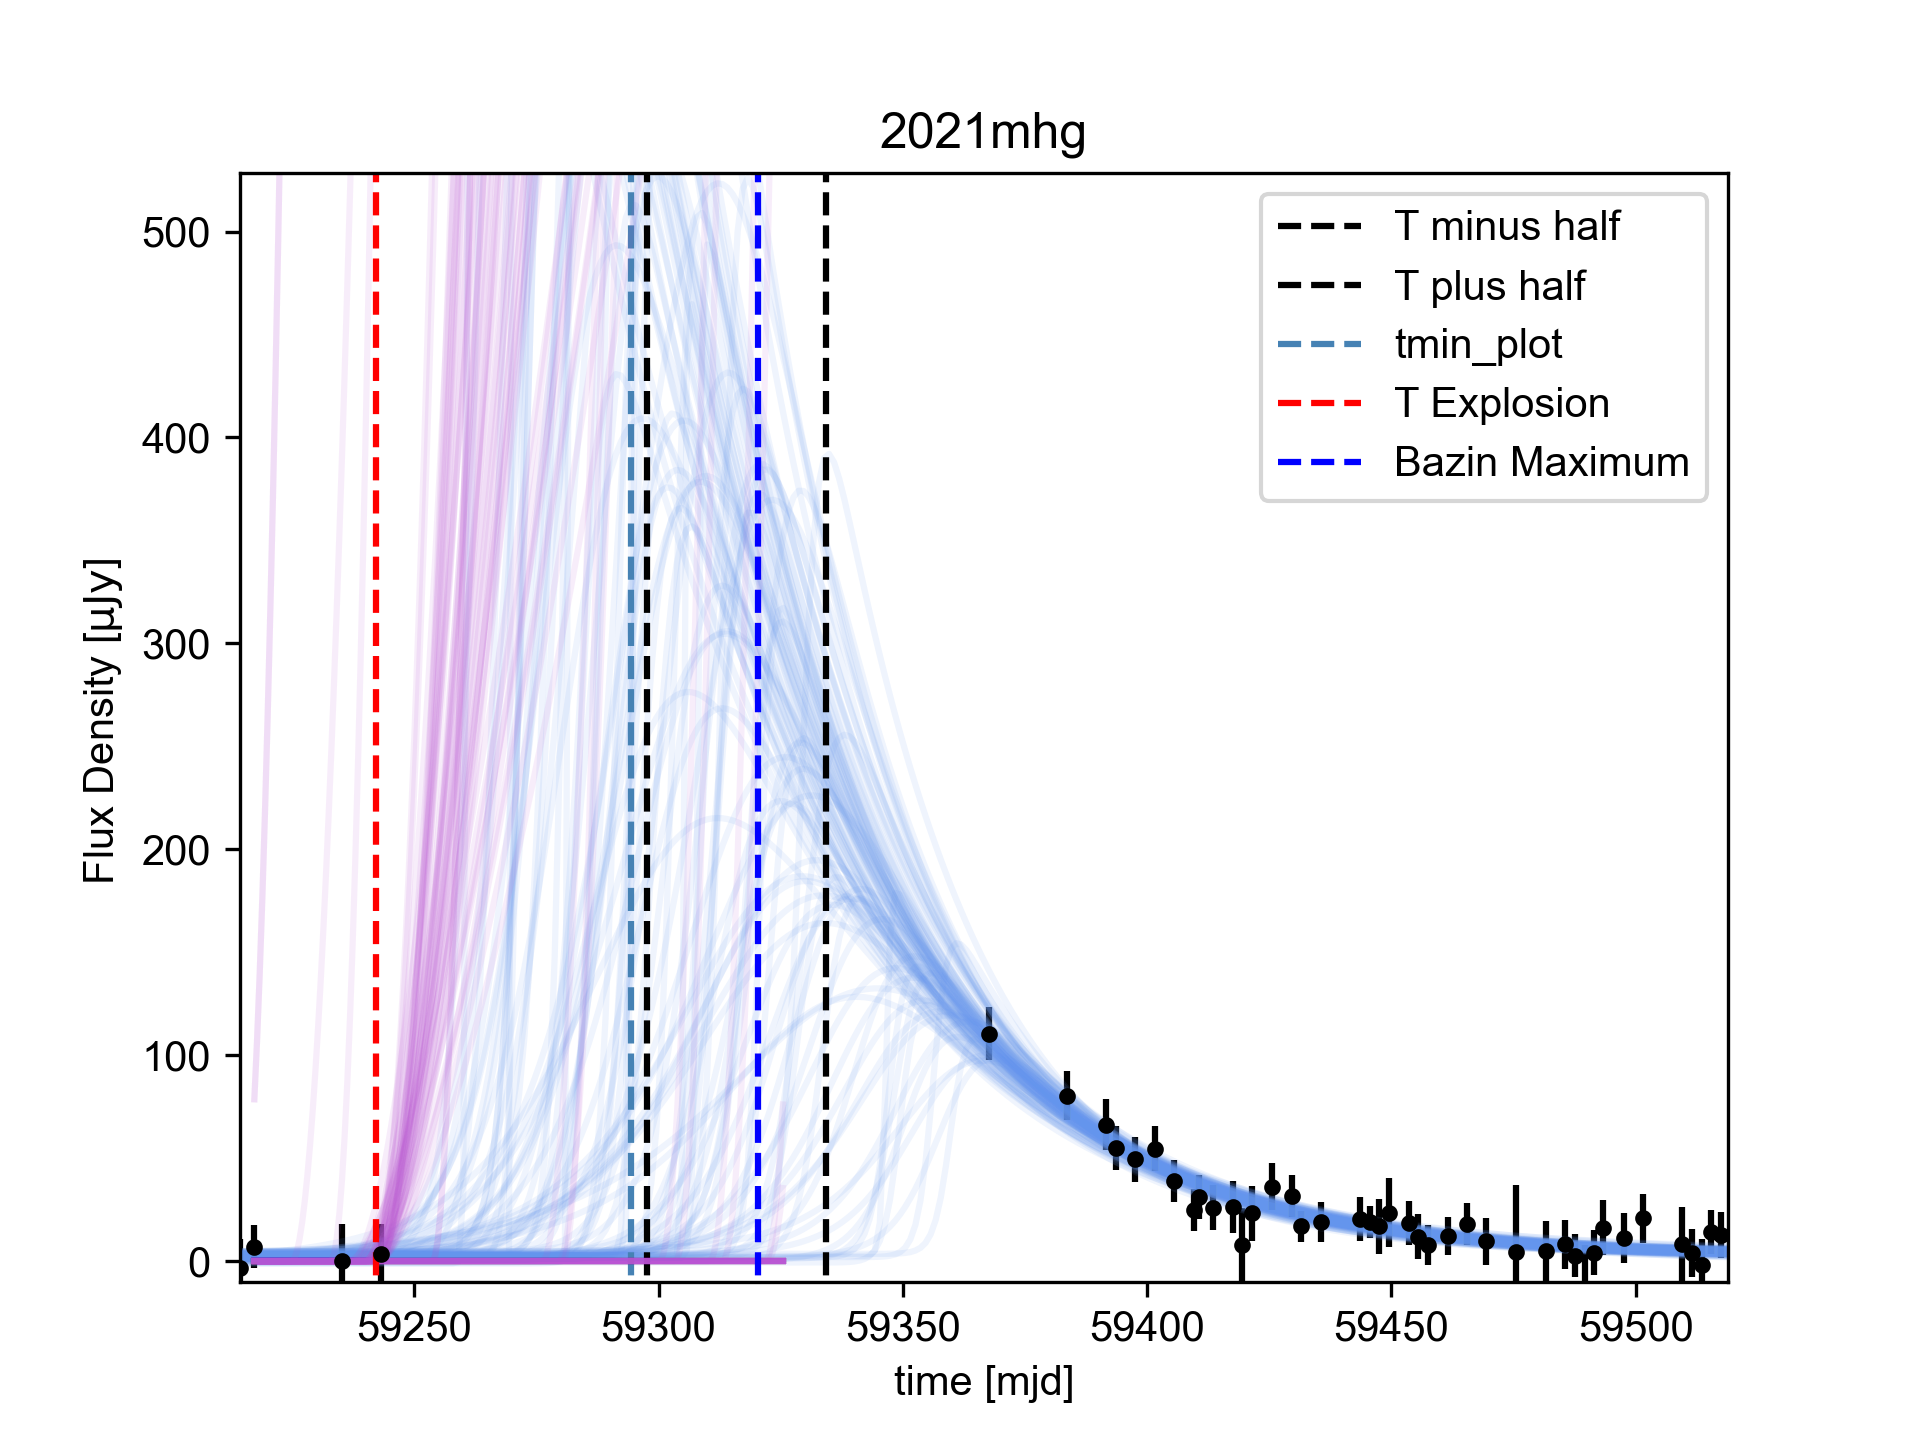 2021mhg
500
400
300
200
100
0
Flux Density [µJy]
59250
59300
59350
59400
59450
59500
time [mjd]
T minus half
T plus half
tmin_plot
T Explosion
Bazin Maximum